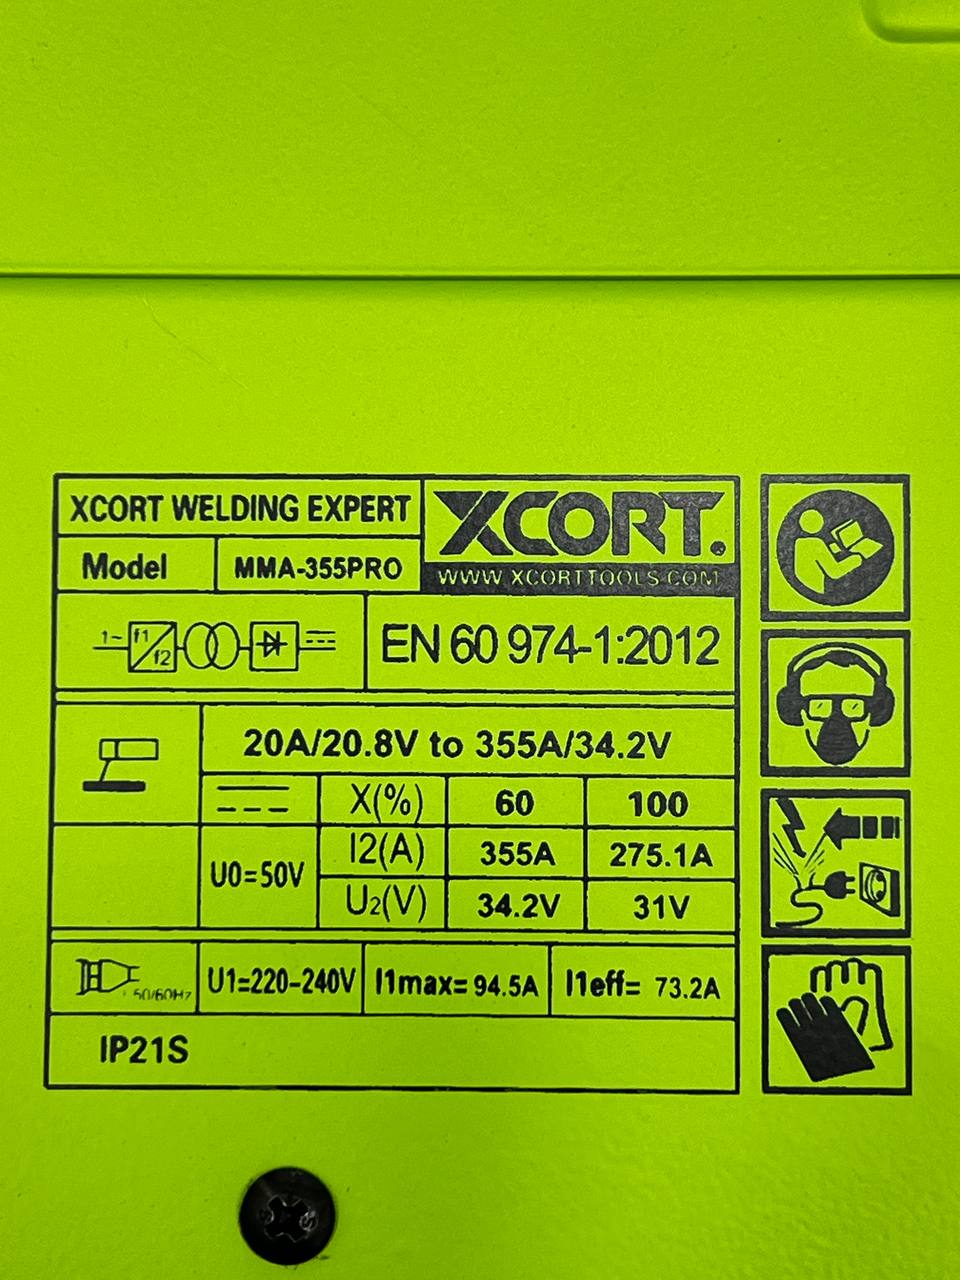 XCORT WELDING EXPERT
XCORT.
WWW XCORTTOOLS.COM
Model MMA-355PRO
1~ f1 f2
EN 60 974-1:2012
20A/20.8V to 355A/34.2V
X(%) 60 100
U0=50V
I2(A) 355A 275.1A
U2(V) 34.2V 31V
50/60Hz
U1=220-240V I1max= 94.5A I1eff= 73.2A
IP21S